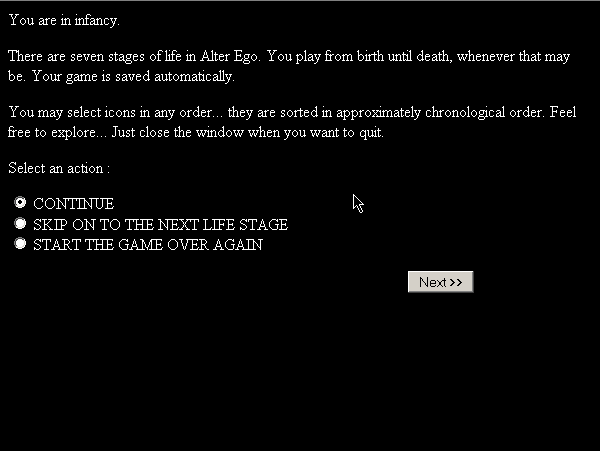 You are in infancy.
There are seven stages of life in Alter Ego. You play from birth until death, whenever that may
be. Your game is saved automatically.
You may select icons in any order... they are sorted in approximately chronological order. Feel
free to explore... Just close the window when you want to quit.
Select an action :
CONTINUE
SKIP ON TO THE NEXT LIFE STAGE
START THE GAME OVER AGAIN
Next >>